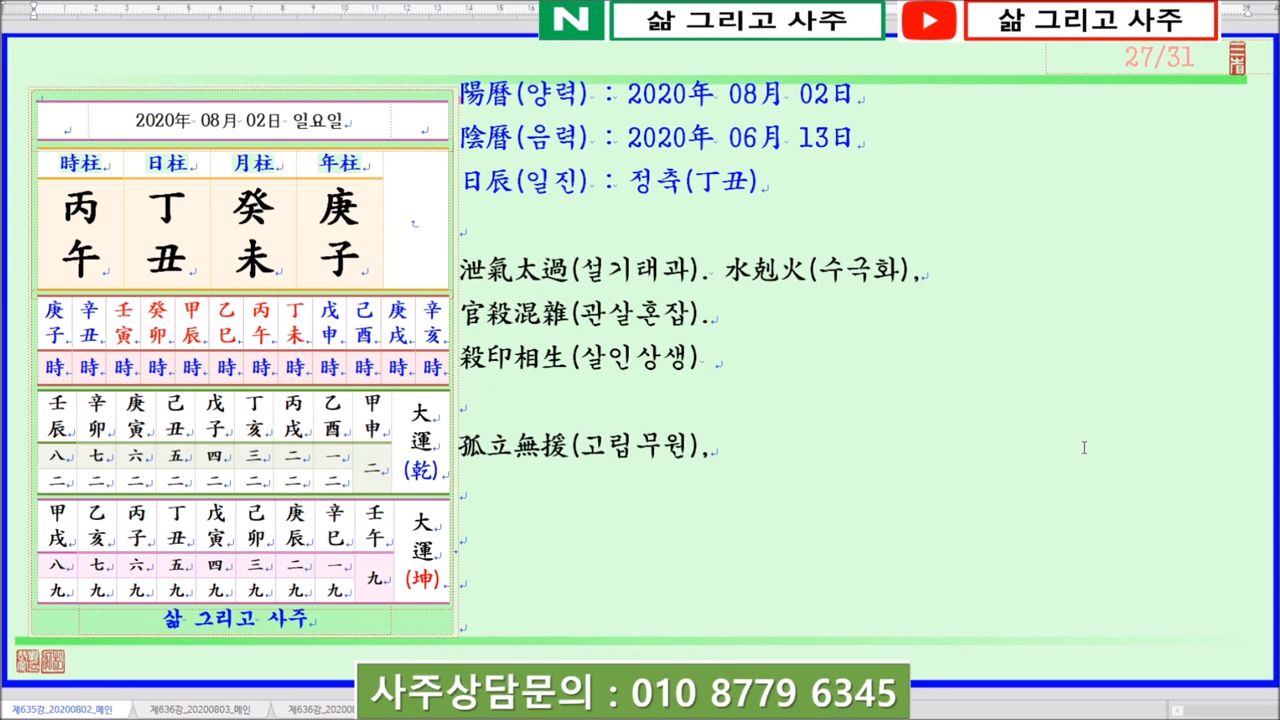 삶 그리고 사주
삶 그리고 사주
27/31
2020年 08月 02日 일요일
時柱 日柱 月柱 年柱
丙 丁 癸 庚
午 丑 未 子
庚 辛 壬 癸 甲 乙 丙 丁 戊 己 庚 辛
子 丑 寅 卯 辰 巳 午 未 申 酉 戌 亥
時 時 時 時 時 時 時 時 時 時 時 時
壬 辛 庚 己 戊 丁 丙 乙 甲
辰 卯 寅 丑 子 亥 戌 酉 申
八 七 六 五 四 三 二 一
二 二 二 二 二 二 二 二 二
大
運
(乾)
甲 乙 丙 丁 戊 己 庚 辛 壬
戌 亥 子 丑 寅 卯 辰 巳 午
八 七 六 五 四 三 二 一
九 九 九 九 九 九 九 九 九
大
運
(坤)
삶 그리고 사주
陽曆(양력) : 2020年 08月 02日
陰曆(음력) : 2020年 06月 13日
日辰(일진) : 정축(丁丑)
泄氣太過(설기태과). 水剋火(수극화),
官殺混雜(관살혼잡).
殺印相生(살인상생)
孤立無援(고립무원),
사주상담문의 : 010 8779 6345
제635강_20200802_메인
제636강_20200803_메인
제636강_202008